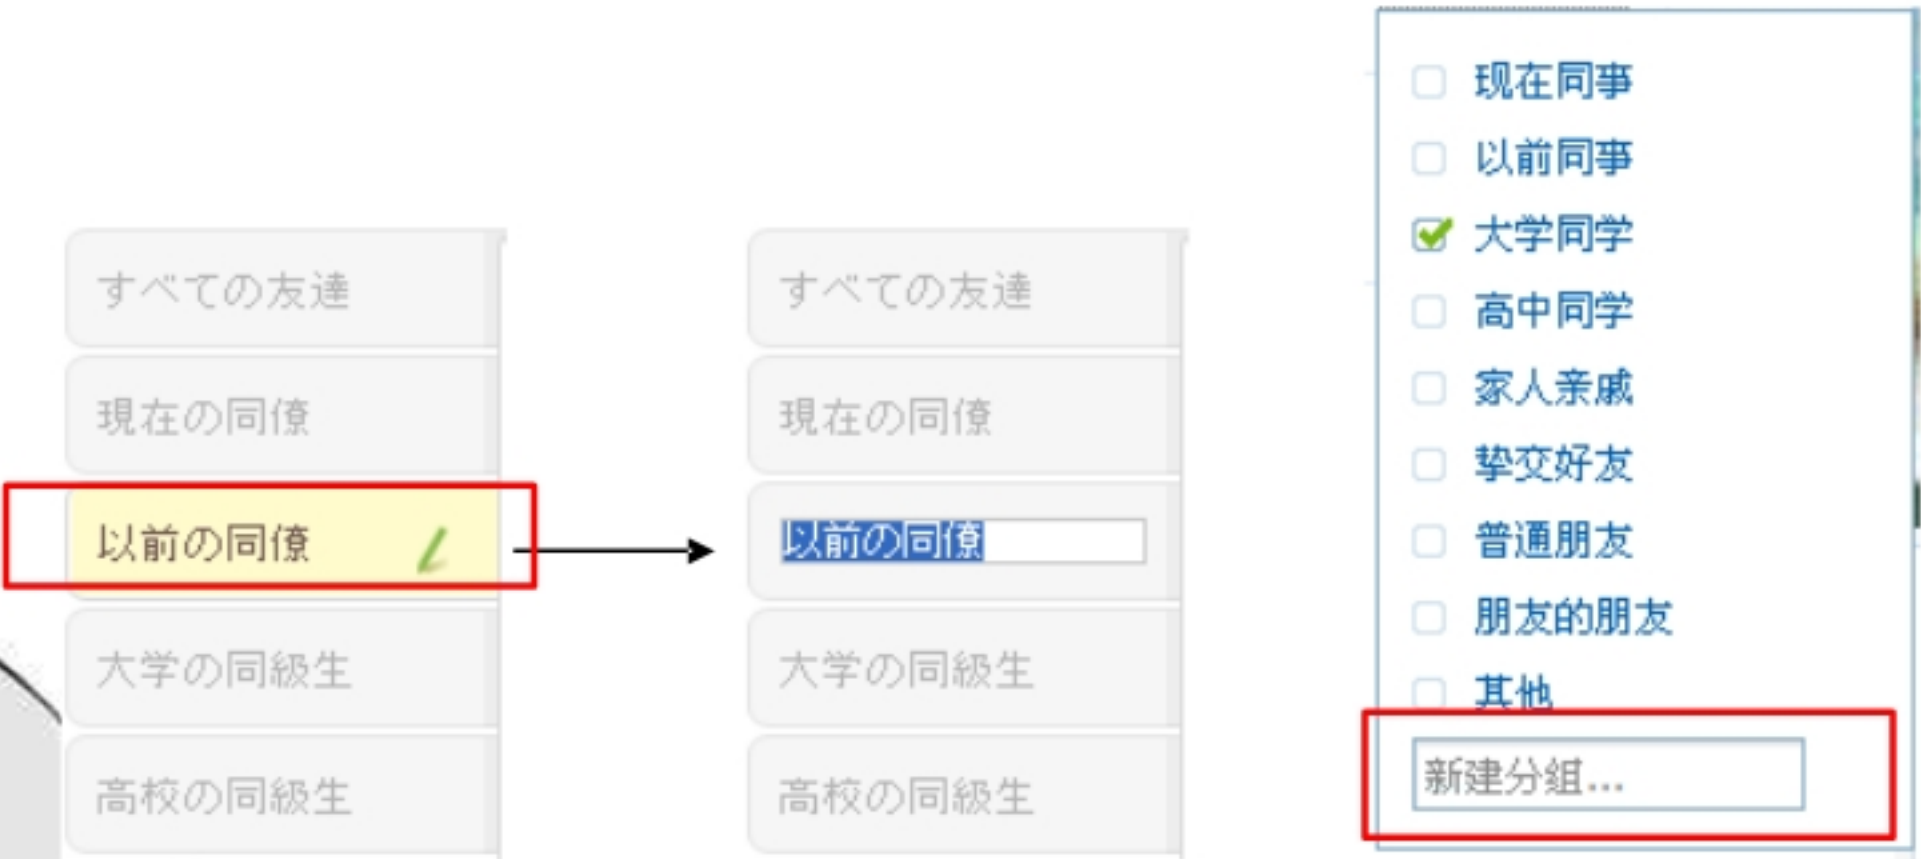 すべての友達
現在の同僚
以前の同僚
大学の同級生
高校の同級生
すべての友達
現在の同僚
以前の同僚
大学の同級生
高校の同級生
现在同事
以前同事
大学同学
高中同学
家人亲戚
挚交好友
普通朋友
朋友的朋友
其他
新建分组...